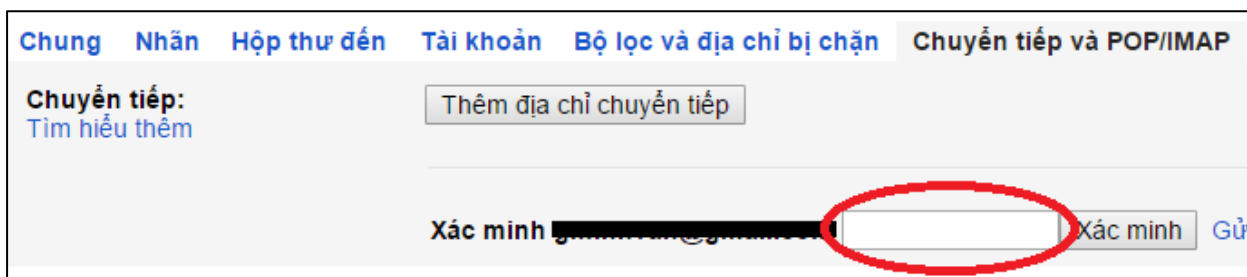 Chung Nhãn Hộp thư đến Tài khoản Bộ lọc và địa chỉ bị chặn Chuyển tiếp và POP/IMAP
Chuyển tiếp: Thêm địa chỉ chuyển tiếp
Tìm hiểu thêm
Xác minh Xác minh